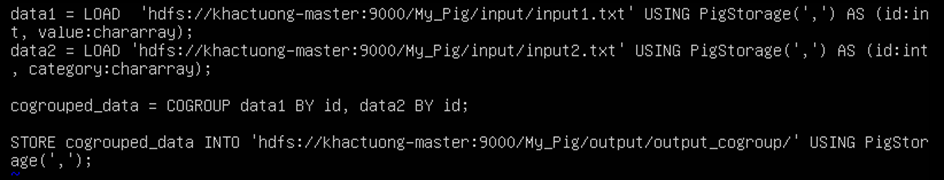 data1 = LOAD  'hdfs://khactuong-master:9000/My_Pig/input/input1.txt' USING PigStorage(',') AS (id:in
t, value:chararray);
data2 = LOAD 'hdfs://khactuong-master:9000/My_Pig/input/input2.txt' USING PigStorage(',') AS (id:int
, category:chararray);

cogrouped_data = COGROUP data1 BY id, data2 BY id;

STORE cogrouped_data INTO 'hdfs://khactuong-master:9000/My_Pig/output/output_cogroup/' USING PigStor
age(',');
~